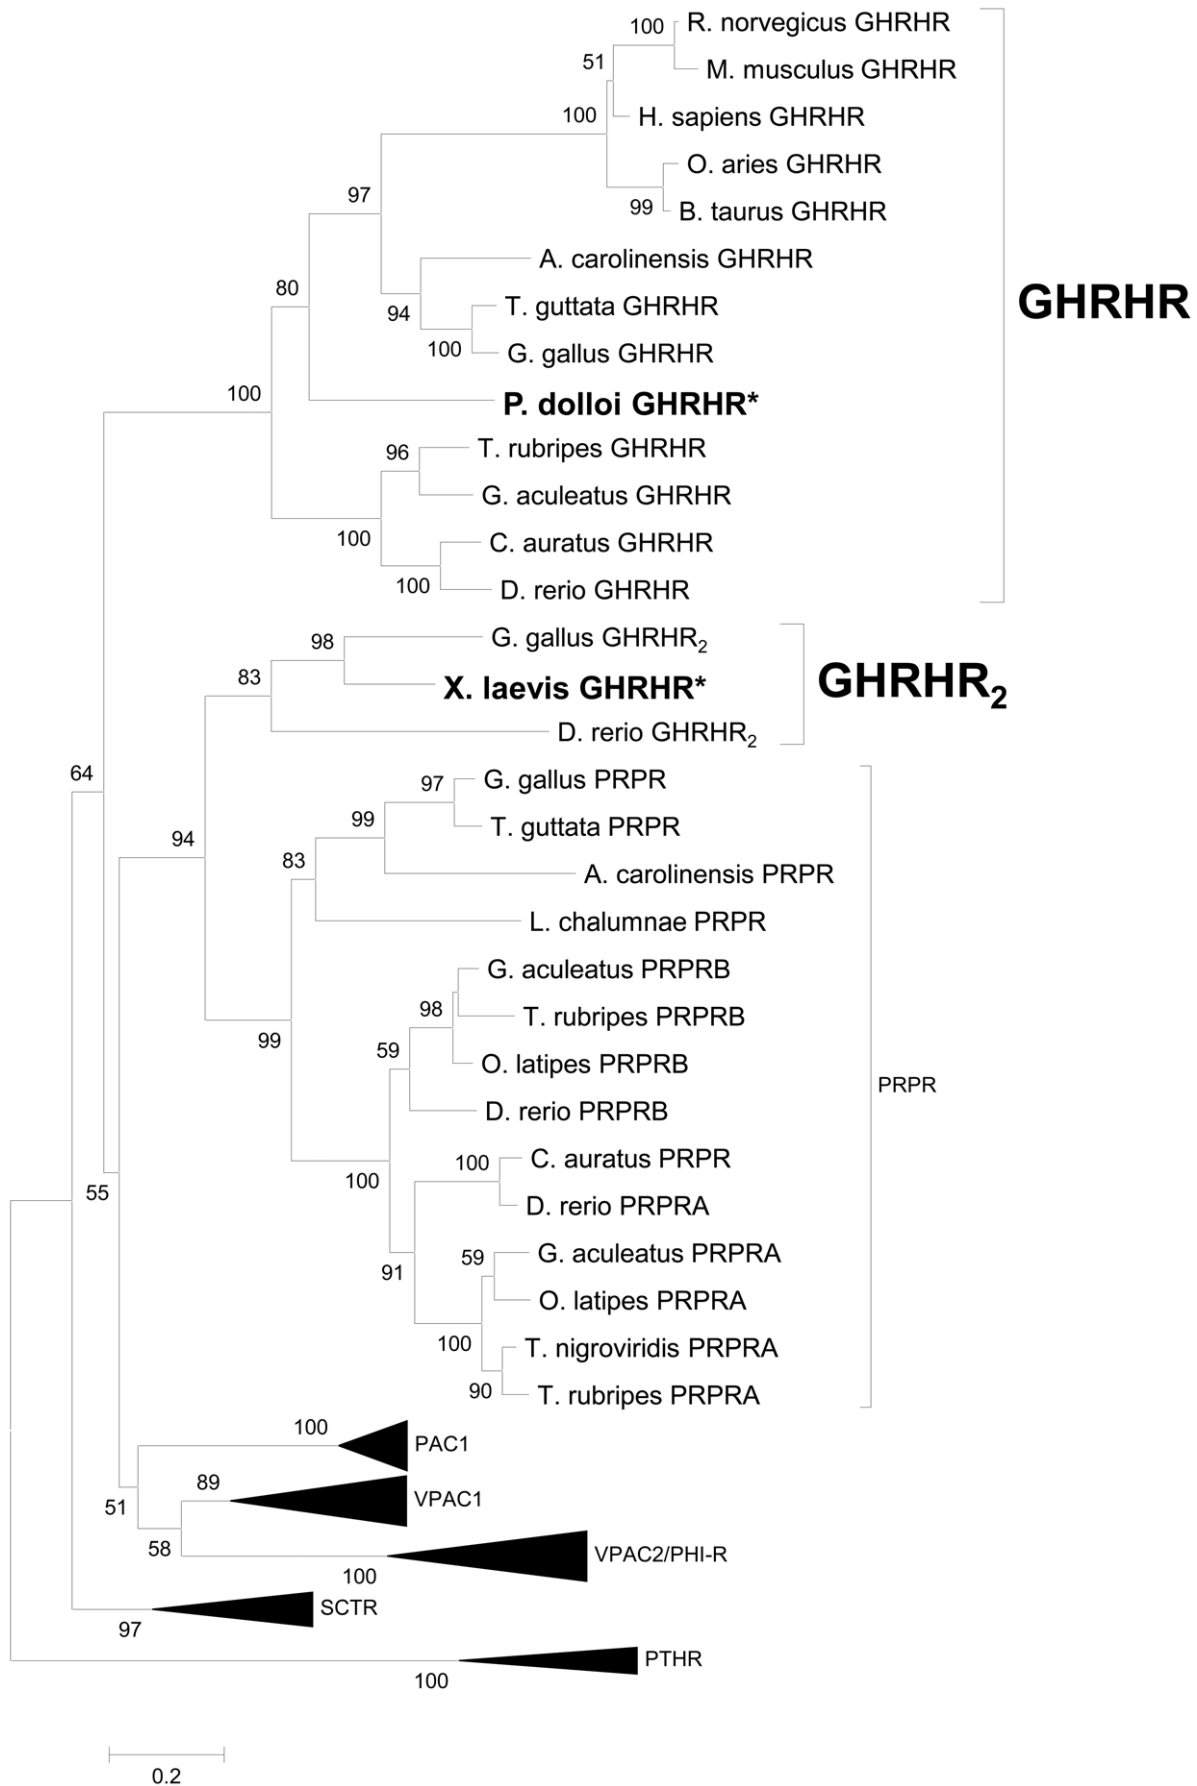 100
R. norvegicus GHRHR
51
M. musculus GHRHR
100
H. sapiens GHRHR
O. aries GHRHR
97
99
B. taurus GHRHR
A. carolinensis GHRHR
80
94
T. guttata GHRHR
GHRHR
100
G. gallus GHRHR
100
P. dolloi GHRHR*
96
T. rubripes GHRHR
G. aculeatus GHRHR
100
C. auratus GHRHR
100
D. rerio GHRHR
98
G. gallus GHRHR₂
83
X. laevis GHRHR*
GHRHR₂
D. rerio GHRHR₂
64
97
G. gallus PRPR
99
T. guttata PRPR
94
83
A. carolinensis PRPR
L. chalumnae PRPR
G. aculeatus PRPRB
98
T. rubripes PRPRB
99
59
O. latipes PRPRB
PRPR
D. rerio PRPRB
100
100
C. auratus PRPR
55
D. rerio PRPRA
59
G. aculeatus PRPRA
91
O. latipes PRPRA
100
T. nigroviridis PRPRA
90
T. rubripes PRPRA
100
PAC1
89
VPAC1
51
58
VPAC2/PHI-R
100
SCTR
97
PTHR
100
0.2